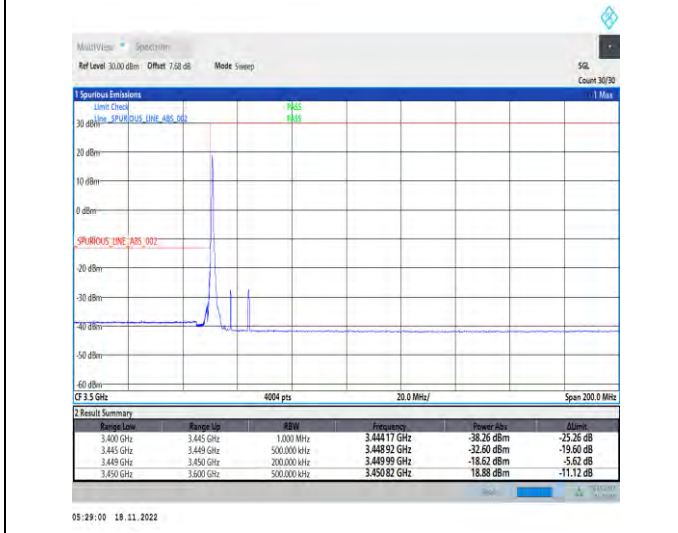 MultiView Spectrum
Ref Level 30.00 dBm Offset 7.68 dB Mode Sweep SGL
Count 30/30
1 Spurious Emissions 1 Max
Limit Check PASS
Line _SPURIOUS_LINE_ABS_002 PASS
30 dBm
20 dBm
10 dBm
0 dBm
_SPURIOUS_LINE_ABS_002
-20 dBm
-30 dBm
-40 dBm
-50 dBm
-60 dBm
CF 3.5 GHz 4004 pts 20.0 MHz/ Span 200.0 MHz
2 Result Summary
Range Low Range Up RBW Frequency Power Abs ΔLimit
3.400 GHz 3.445 GHz 1.000 MHz 3.444 17 GHz -38.26 dBm -25.26 dB
3.445 GHz 3.449 GHz 500.000 kHz 3.448 92 GHz -32.60 dBm -19.60 dB
3.449 GHz 3.450 GHz 200.000 kHz 3.449 99 GHz -18.62 dBm -5.62 dB
3.450 GHz 3.600 GHz 500.000 kHz 3.450 82 GHz 18.88 dBm -11.12 dB
05:29:00 18.11.2022